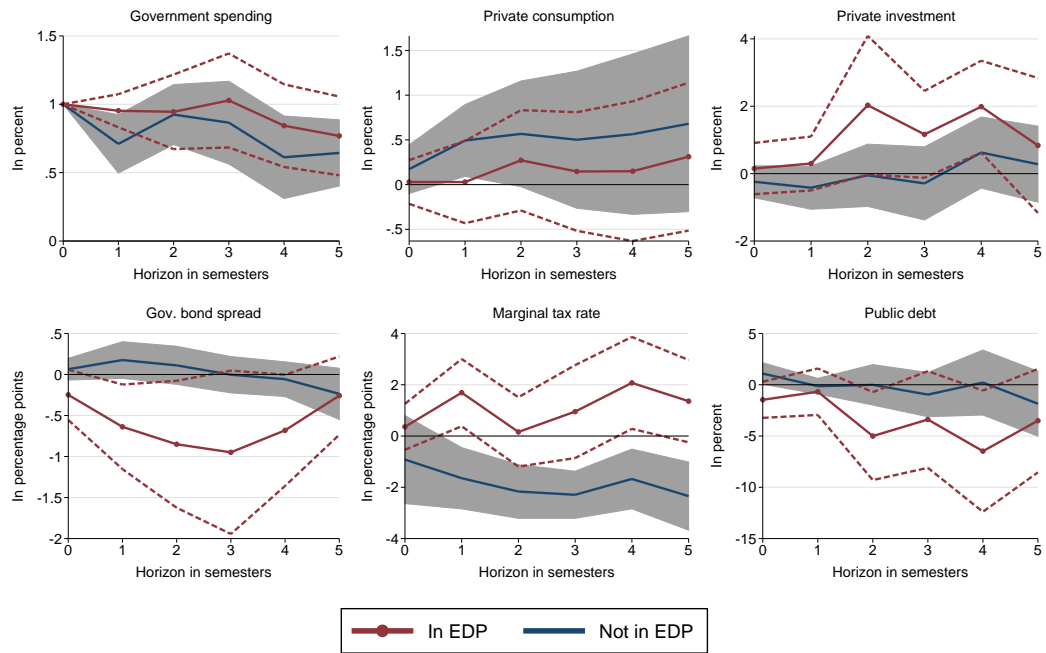 Government spending
In percent
1.5
1
.5
0
0 1 2 3 4 5
Horizon in semesters
Private consumption
In percent
1.5
1
.5
0
-.5
0 1 2 3 4 5
Horizon in semesters
Private investment
In percent
4
2
0
-2
0 1 2 3 4 5
Horizon in semesters
Gov. bond spread
In percentage points
.5
0
-.5
-1
-1.5
-2
0 1 2 3 4 5
Horizon in semesters
Marginal tax rate
In percentage points
4
2
0
-2
-4
0 1 2 3 4 5
Horizon in semesters
Public debt
In percent
5
0
-5
-10
-15
0 1 2 3 4 5
Horizon in semesters
In EDP Not in EDP